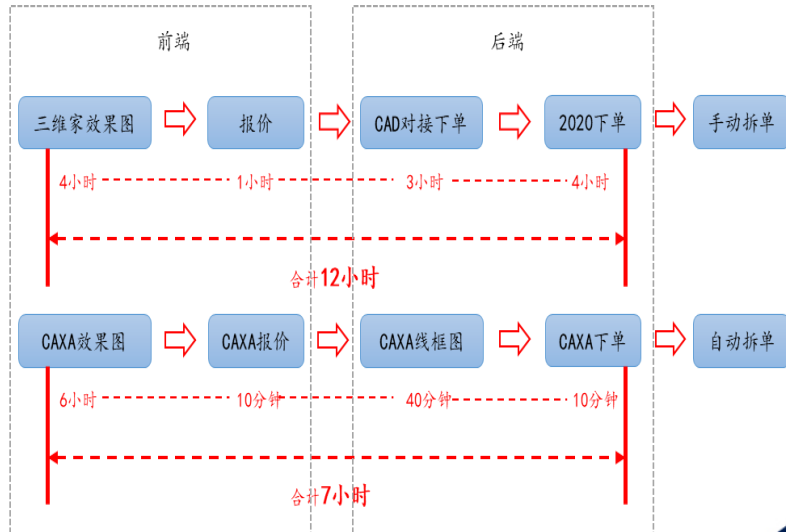 前端
后端
三维家效果图
报价
CAD对接下单
2020下单
手动拆单
4小时
1小时
3小时
4小时
合计12小时
CAXA效果图
CAXA报价
CAXA线框图
CAXA下单
自动拆单
6小时
10分钟
40分钟
10分钟
合计7小时